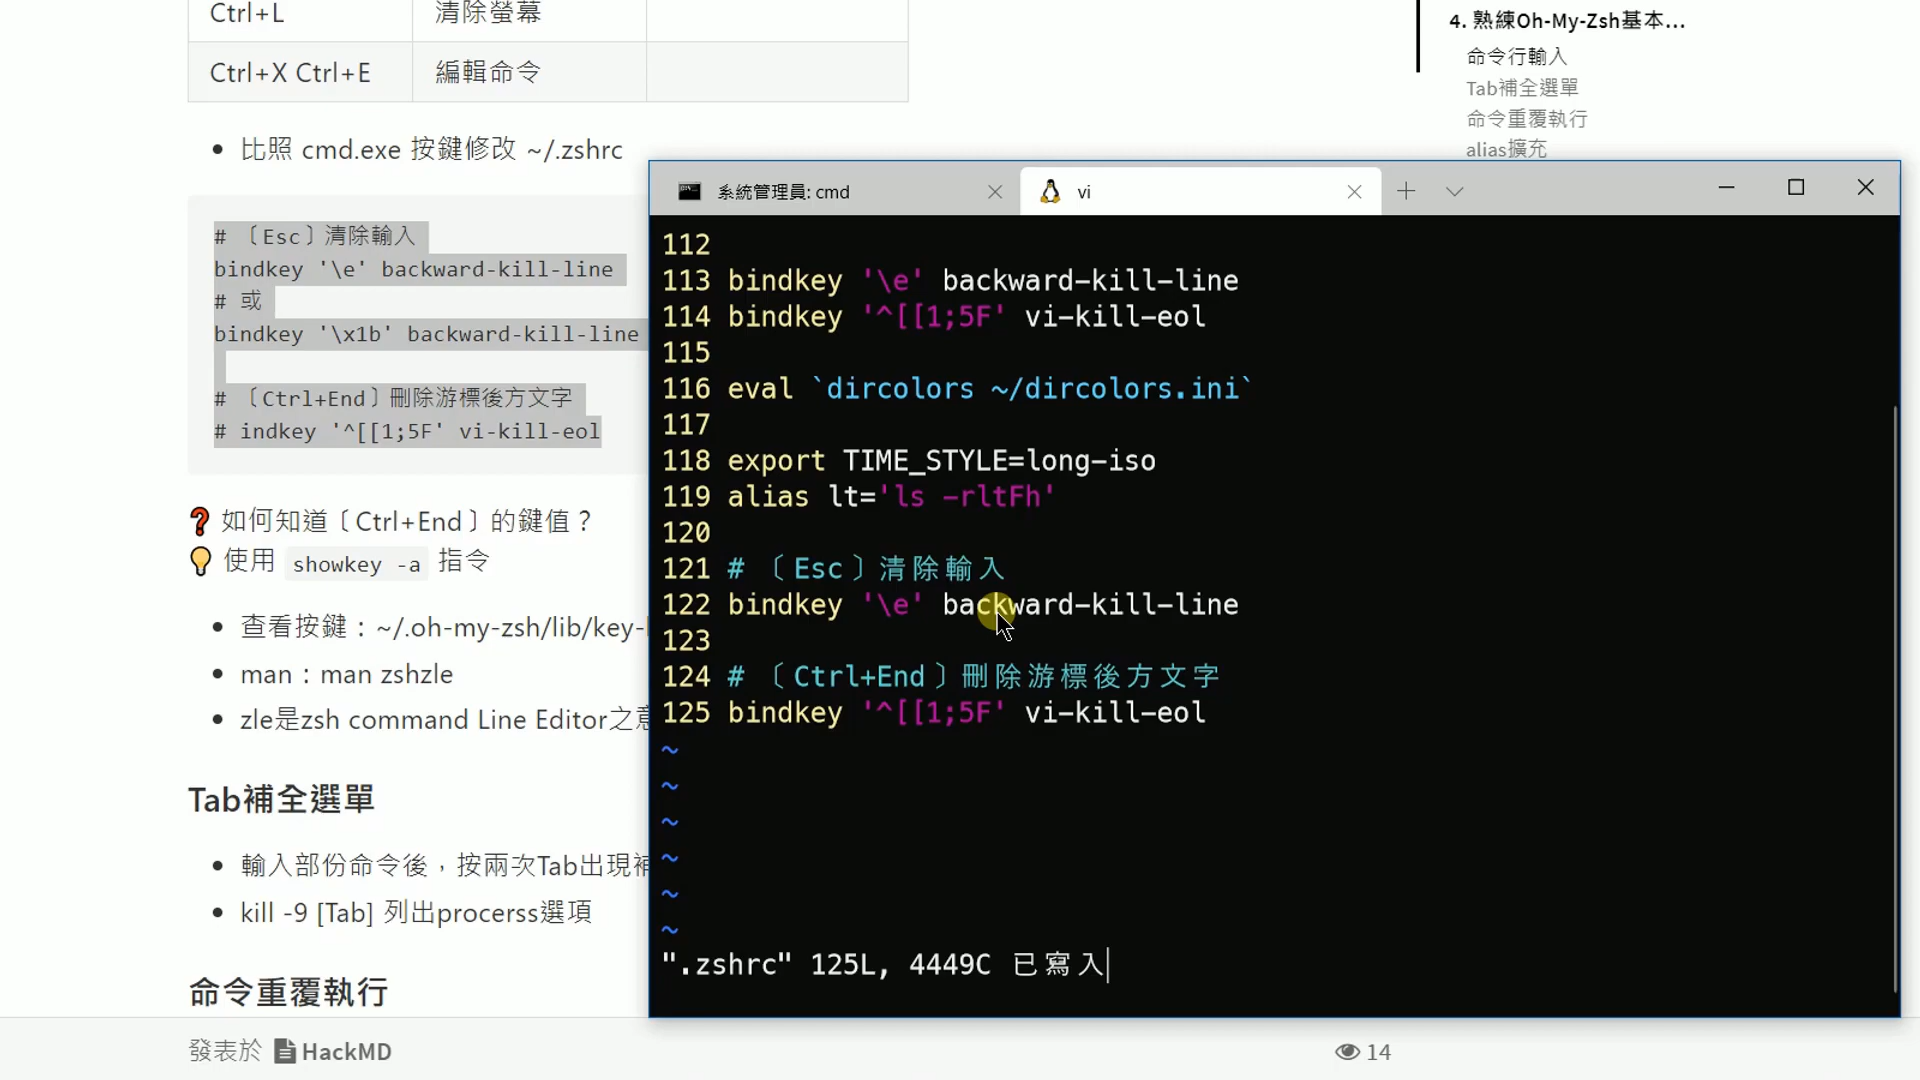 Ctrl+L 清除螢幕
Ctrl+X Ctrl+E 編輯命令
比照 cmd.exe 按鍵修改 ~/.zshrc
# 〔Esc〕清除輸入
bindkey '\e' backward-kill-line
# 或
bindkey '\x1b' backward-kill-line
# 〔Ctrl+End〕刪除游標後方文字
# indkey '^[[1;5F' vi-kill-eol
❓ 如何知道〔Ctrl+End〕的鍵值?
💡 使用 showkey -a 指令
查看按鍵:~/.oh-my-zsh/lib/key-
man:man zshzle
zle是zsh command Line Editor之意
Tab補全選單
輸入部份命令後,按兩次Tab出現補
kill -9 [Tab] 列出procerss選項
命令重覆執行
發表於 HackMD
14
4. 熟練Oh-My-Zsh基本...
命令行輸入
Tab補全選單
命令重覆執行
alias擴充
系統管理員: cmd
vi
112
113 bindkey '\e' backward-kill-line
114 bindkey '^[[1;5F' vi-kill-eol
115
116 eval `dircolors ~/dircolors.ini`
117
118 export TIME_STYLE=long-iso
119 alias lt='ls -rltFh'
120
121 # 〔Esc〕清除輸入
122 bindkey '\e' backward-kill-line
123
124 # 〔Ctrl+End〕刪除游標後方文字
125 bindkey '^[[1;5F' vi-kill-eol
~
~
~
~
~
~
".zshrc" 125L, 4449C 已寫入